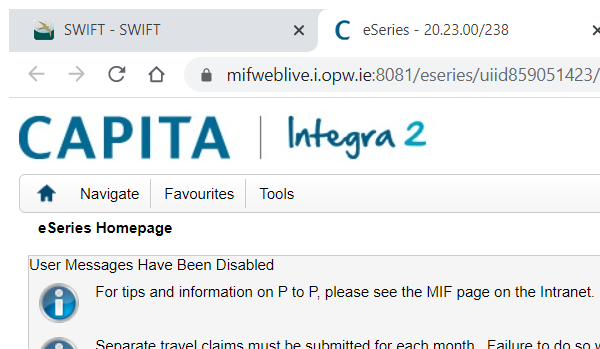 SWIFT - SWIFT
eSeries - 20.23.00/238
mifweblive.i.opw.ie:8081/eseries/uiid859051423/
CAPITA | Integra 2
Navigate Favourites Tools
eSeries Homepage
User Messages Have Been Disabled
For tips and information on P to P, please see the MIF page on the Intranet.
Separate travel claims must be submitted for each month. Failure to do so w